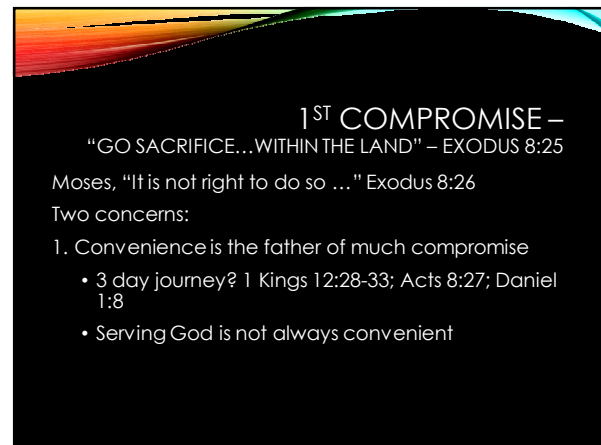 1ST COMPROMISE –
“GO SACRIFICE…WITHIN THE LAND” – EXODUS 8:25
Moses, “It is not right to do so …” Exodus 8:26
Two concerns:
1. Convenience is the father of much compromise
• 3 day journey? 1 Kings 12:28-33; Acts 8:27; Daniel
1:8
• Serving God is not always convenient